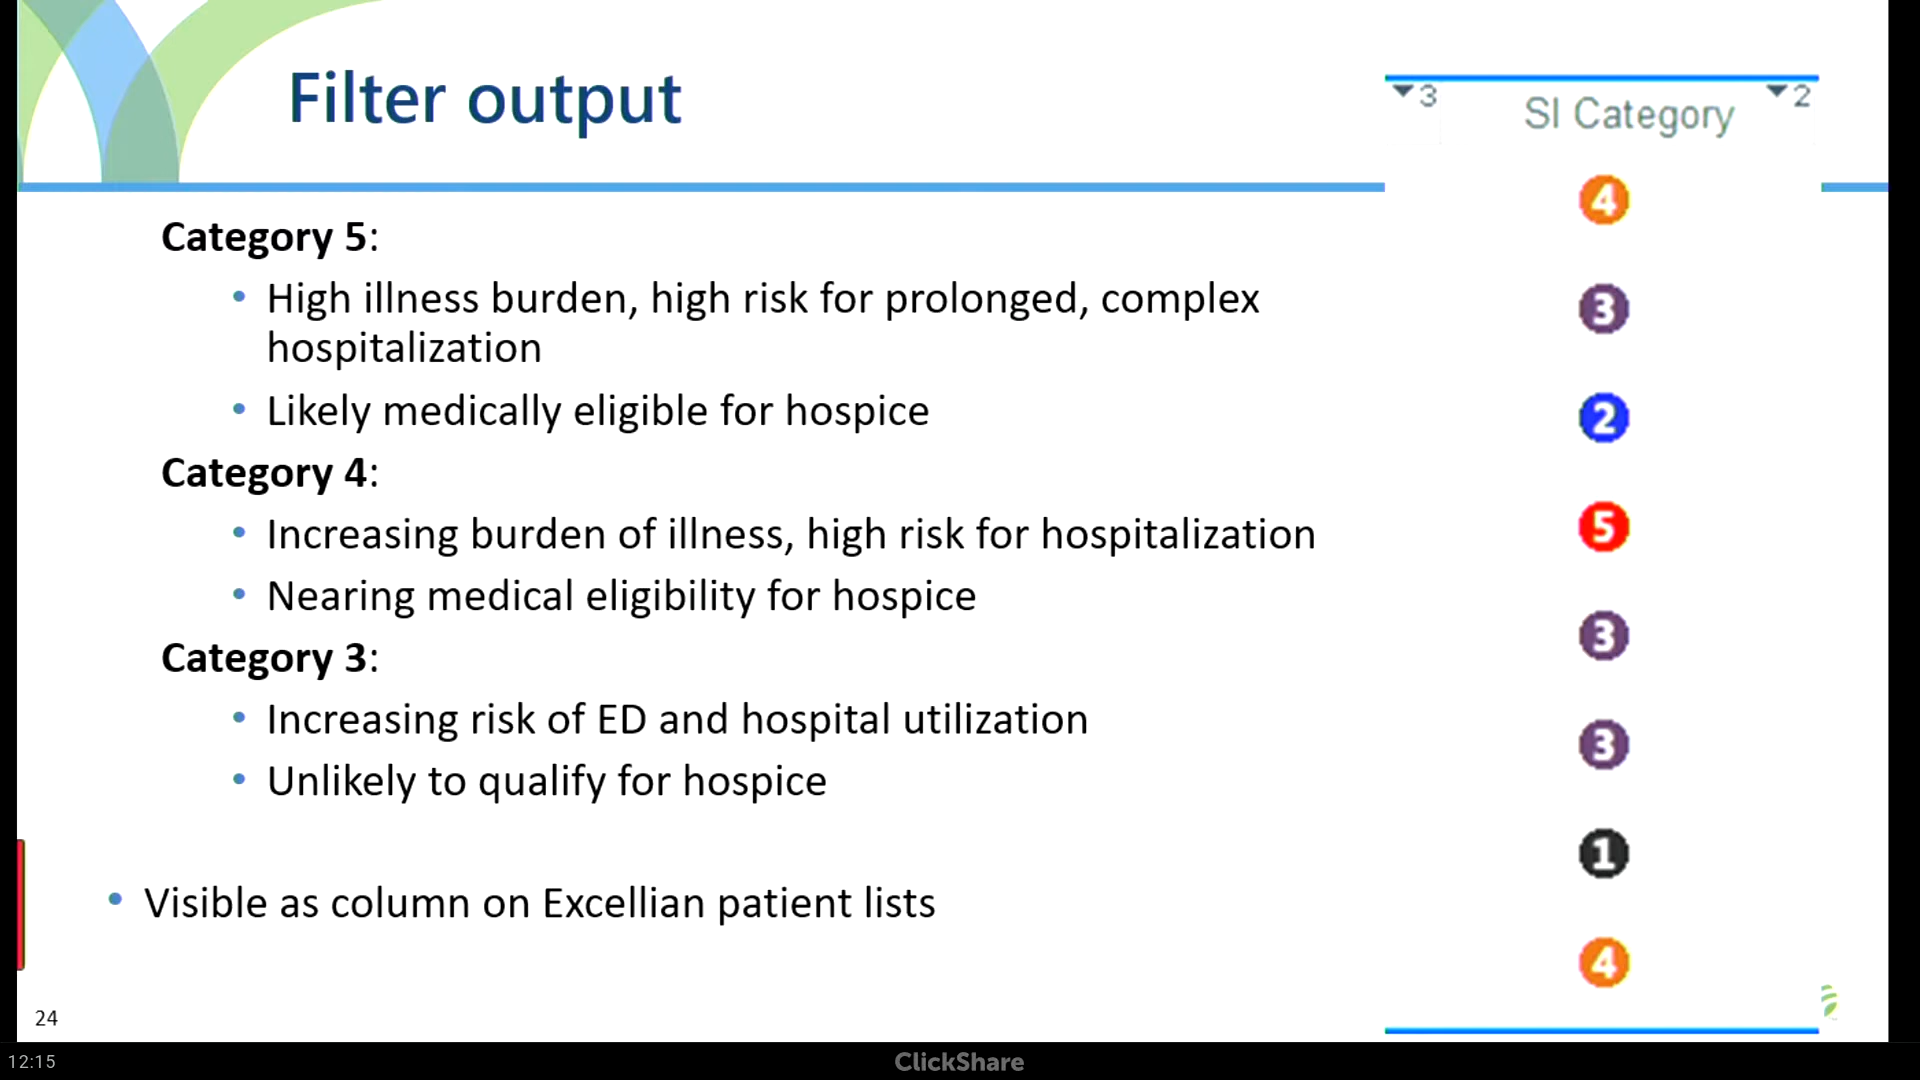 Filter output
3 SI Category 2
Category 5:
• High illness burden, high risk for prolonged, complex
hospitalization
• Likely medically eligible for hospice
Category 4:
• Increasing burden of illness, high risk for hospitalization
• Nearing medical eligibility for hospice
Category 3:
• Increasing risk of ED and hospital utilization
• Unlikely to qualify for hospice
• Visible as column on Excellian patient lists
4
3
2
5
3
3
1
4
24
12:15
ClickShare